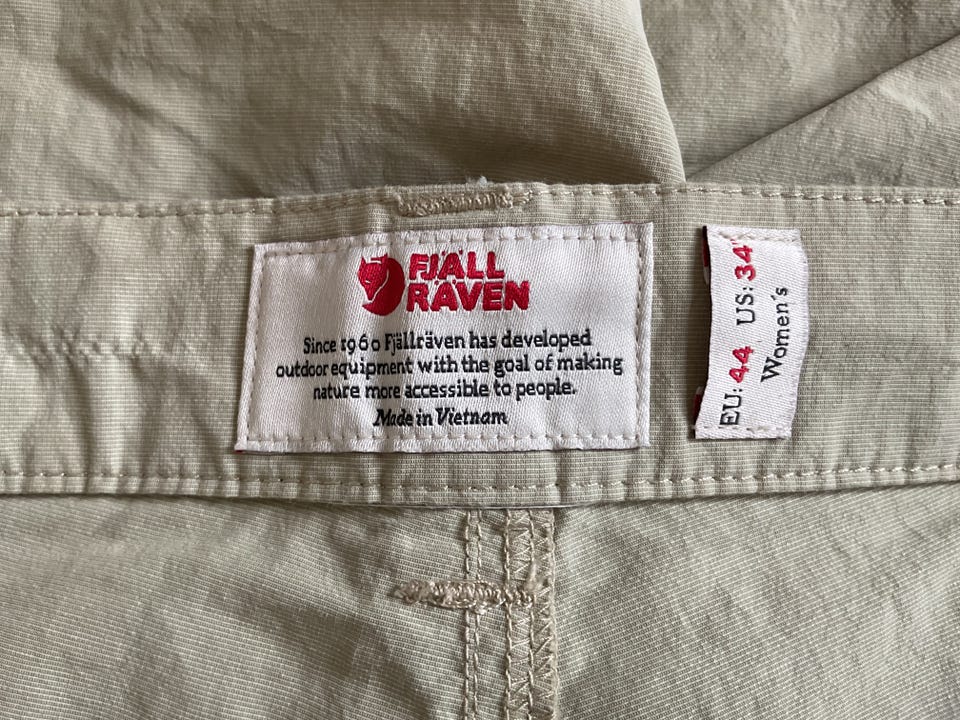 FJÄLL
RÄVEN
Since 1960 Fjällräven has developed
outdoor equipment with the goal of making
nature more accessible to people.
Made in Vietnam
EU: 44 US: 34"
Women´s